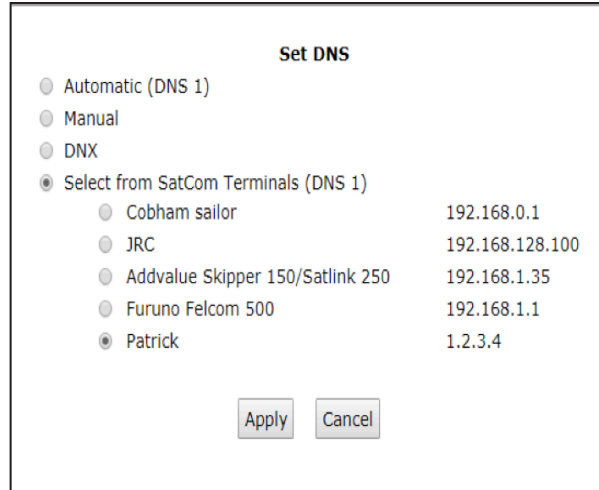 Set DNS
Automatic (DNS 1)
Manual
DNX
Select from SatCom Terminals (DNS 1)
Cobham sailor 192.168.0.1
JRC 192.168.128.100
Addvalue Skipper 150/Satlink 250 192.168.1.35
Furuno Felcom 500 192.168.1.1
Patrick 1.2.3.4
Apply Cancel